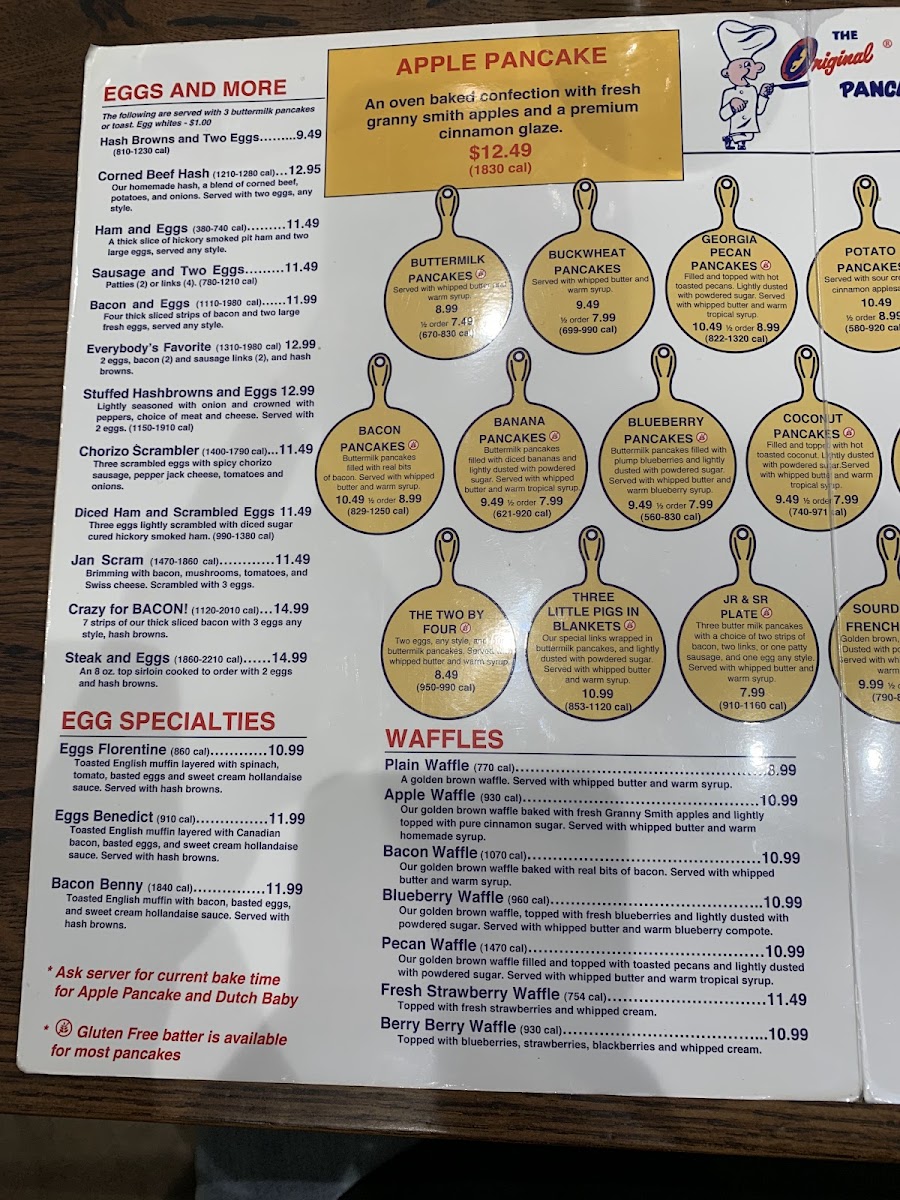 EGGS AND MORE
The following are served with 3 buttermilk pancakes
or toast. Egg whites - $1.00
Hash Browns and Two Eggs.........9.49
(810-1230 cal)
Corned Beef Hash (1210-1280 cal)...12.95
Our homemade hash, a blend of corned beef,
potatoes, and onions. Served with two eggs, any
style.
Ham and Eggs (380-740 cal).........11.49
A thick slice of hickory smoked pit ham and two
large eggs, served any style.
Sausage and Two Eggs.........11.49
Patties (2) or links (4). (780-1210 cal)
Bacon and Eggs (1110-1980 cal)......11.99
Four thick sliced strips of bacon and two large
fresh eggs, served any style.
Everybody's Favorite (1310-1980 cal) 12.99
2 eggs, bacon (2) and sausage links (2), and hash
browns.
Stuffed Hashbrowns and Eggs 12.99
Lightly seasoned with onion and crowned with
peppers, choice of meat and cheese. Served with
2 eggs. (1150-1910 cal)
Chorizo Scrambler (1400-1790 cal)...11.49
Three scrambled eggs with spicy chorizo
sausage, pepper jack cheese, tomatoes and
onions.
Diced Ham and Scrambled Eggs 11.49
Three eggs lightly scrambled with diced sugar
cured hickory smoked ham. (990-1380 cal)
Jan Scram (1470-1860 cal)............11.49
Brimming with bacon, mushrooms, tomatoes, and
Swiss cheese. Scrambled with 3 eggs.
Crazy for BACON! (1120-2010 cal)...14.99
7 strips of our thick sliced bacon with 3 eggs any
style, hash browns.
Steak and Eggs (1860-2210 cal)......14.99
An 8 oz. top sirloin cooked to order with 2 eggs
and hash browns.
EGG SPECIALTIES
Eggs Florentine (860 cal)............10.99
Toasted English muffin layered with spinach,
tomato, basted eggs and sweet cream hollandaise
sauce. Served with hash browns.
Eggs Benedict (910 cal)..............11.99
Toasted English muffin layered with Canadian
bacon, basted eggs, and sweet cream hollandaise
sauce. Served with hash browns.
Bacon Benny (1840 cal)..............11.99
Toasted English muffin with bacon, basted eggs,
and sweet cream hollandaise sauce. Served with
hash browns.
* Ask server for current bake time
for Apple Pancake and Dutch Baby
* Gluten Free batter is available
for most pancakes
APPLE PANCAKE
An oven baked confection with fresh
granny smith apples and a premium
cinnamon glaze.
$12.49
(1830 cal)
THE
Original ®
PANCA
BUTTERMILK
PANCAKES
Served with whipped butter and
warm syrup.
8.99
½ order 7.49
(670-830 cal)
BUCKWHEAT
PANCAKES
Served with whipped butter and
warm syrup.
9.49
½ order 7.99
(699-990 cal)
GEORGIA
PECAN
PANCAKES
Filled and topped with hot
toasted pecans. Lightly dusted
with powdered sugar. Served
with whipped butter and warm
tropical syrup.
10.49 ½ order 8.99
(822-1320 cal)
POTATO
PANCAKES
Served with sour cr
cinnamon apples
10.49
½ order 8.99
(580-920 cal
BACON
PANCAKES
Buttermilk pancakes
filled with real bits
of bacon. Served with whipped
butter and warm syrup.
10.49 ½ order 8.99
(829-1250 cal)
BANANA
PANCAKES
Buttermilk pancakes
filled with diced bananas and
lightly dusted with powdered
sugar. Served with whipped
butter and warm tropical syrup.
9.49 ½ order 7.99
(621-920 cal)
BLUEBERRY
PANCAKES
Buttermilk pancakes filled with
plump blueberries and lightly
dusted with powdered sugar.
Served with whipped butter and
warm blueberry syrup.
9.49 ½ order 7.99
(560-830 cal)
COCONUT
PANCAKES
Filled and topped with hot
toasted coconut. Lightly dusted
with powdered sugar.Served
with whipped butter and warm
tropical syrup.
9.49 ½ order 7.99
(740-971 cal)
THE TWO BY
FOUR
Two eggs, any style, and
buttermilk pancakes. Served
whipped butter and warm syrup.
8.49
(950-990 cal)
THREE
LITTLE PIGS IN
BLANKETS
Our special links wrapped in
buttermilk pancakes, and lightly
dusted with powdered sugar.
Served with whipped butter
and warm syrup.
10.99
(853-1120 cal)
JR & SR
PLATE
Three butter milk pancakes
with a choice of two strips of
bacon, two links, or one patty
sausage, and one egg any style.
Served with whipped butter and
warm syrup.
7.99
(910-1160 cal)
SOURD
FRENCH
Golden brown,
Dusted with po
Served with wh
warm
9.99 ½
(790-8
WAFFLES
Plain Waffle (770 cal)..................................................8.99
A golden brown waffle. Served with whipped butter and warm syrup.
Apple Waffle (930 cal)................................................10.99
Our golden brown waffle baked with fresh Granny Smith apples and lightly
topped with pure cinnamon sugar. Served with whipped butter and warm
homemade syrup.
Bacon Waffle (1070 cal)...............................................10.99
Our golden brown waffle baked with real bits of bacon. Served with whipped
butter and warm syrup.
Blueberry Waffle (960 cal)...........................................10.99
Our golden brown waffle, topped with fresh blueberries and lightly dusted with
powdered sugar. Served with whipped butter and warm blueberry compote.
Pecan Waffle (1470 cal)...............................................10.99
Our golden brown waffle filled and topped with toasted pecans and lightly dusted
with powdered sugar. Served with whipped butter and warm tropical syrup.
Fresh Strawberry Waffle (754 cal)................................11.49
Topped with fresh strawberries and whipped cream.
Berry Berry Waffle (930 cal).........................................10.99
Topped with blueberries, strawberries, blackberries and whipped cream.